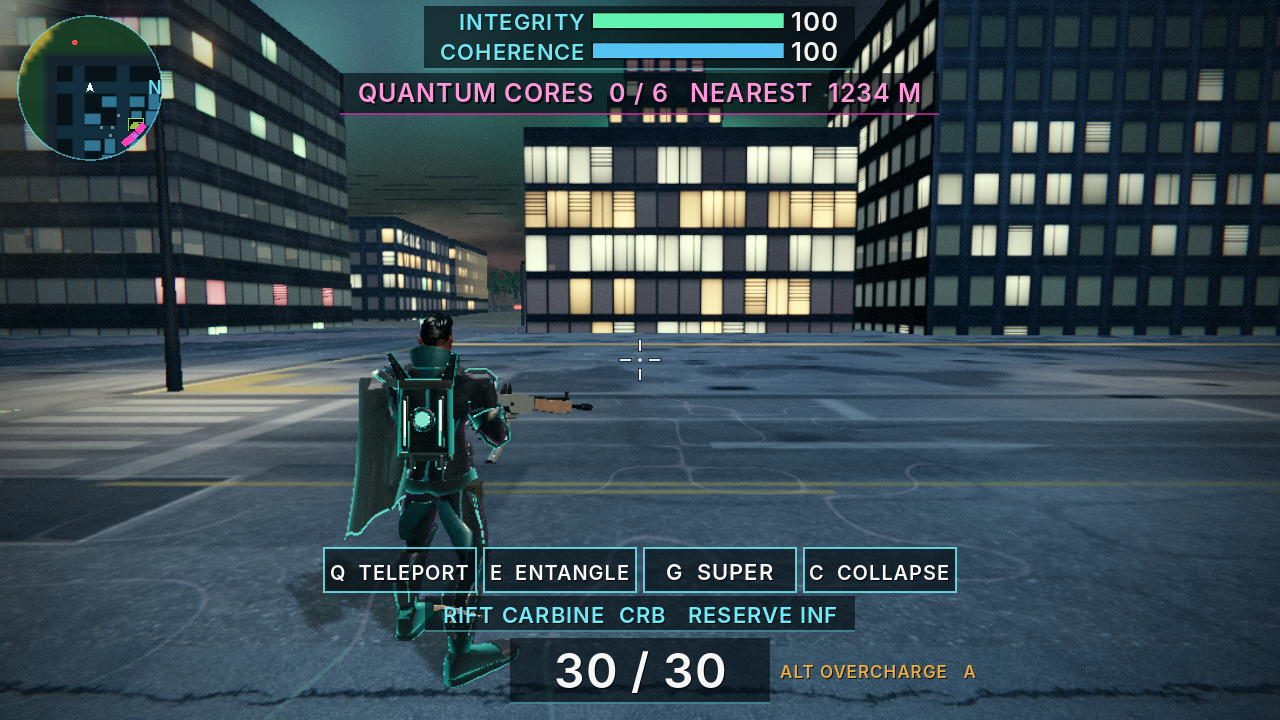 INTEGRITY 100
COHERENCE 100
QUANTUM CORES 0 / 6 NEAREST 1234 M
N
Q TELEPORT E ENTANGLE G SUPER C COLLAPSE
RIFT CARBINE CRB RESERVE INF
30 / 30 ALT OVERCHARGE A